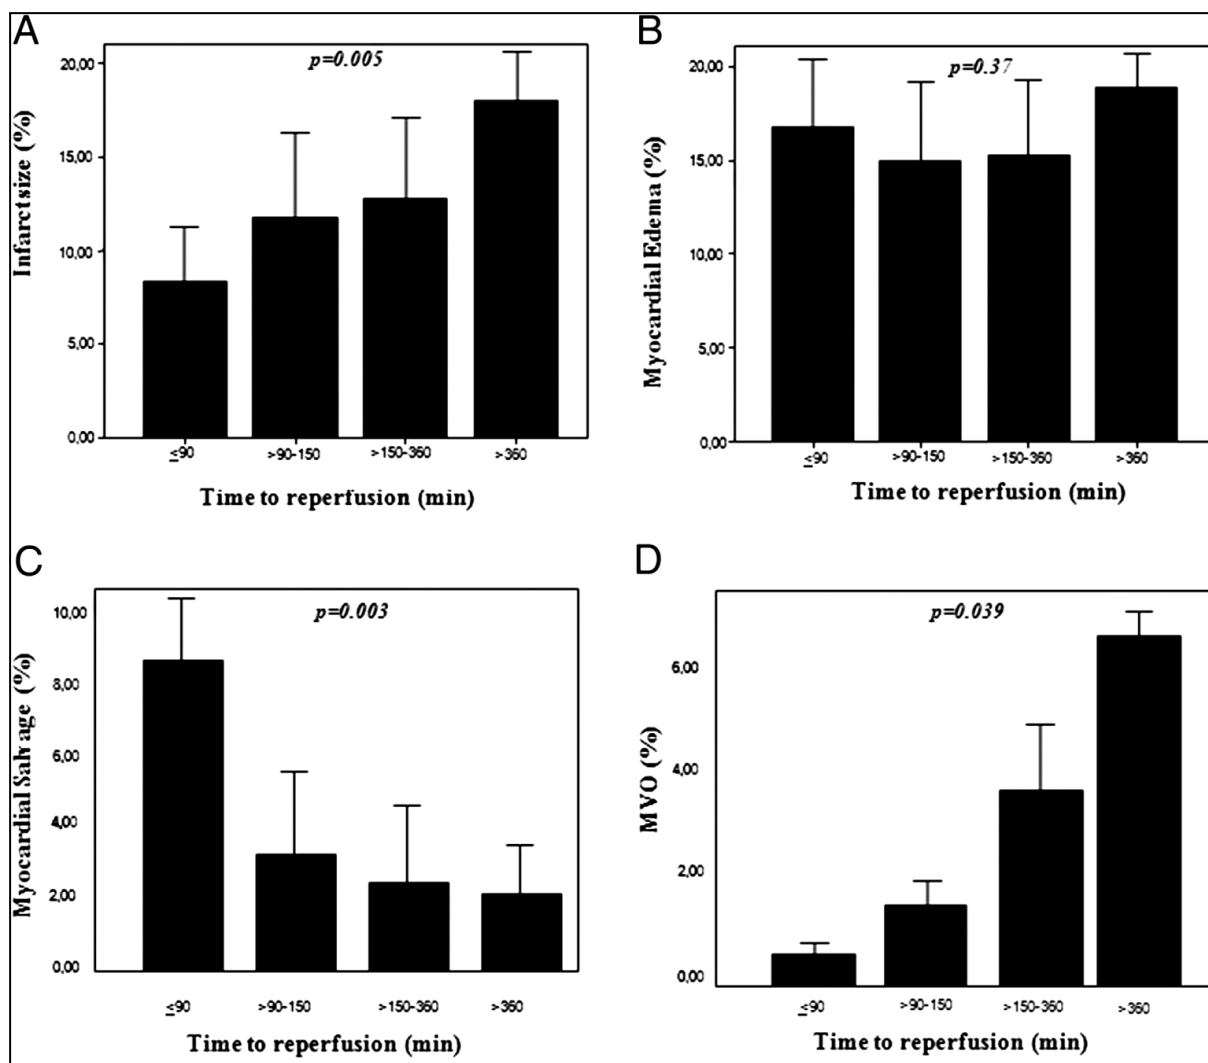 A
p=0.005
Infarct size (%)
20,00
15,00
10,00
5,00
0,00
≤90 >90-150 >150-360 >360
Time to reperfusion (min)
B
p=0.37
Myocardial Edema (%)
20,00
15,00
10,00
5,00
0,00
≤90 >90-150 >150-360 >360
Time to reperfusion (min)
C
p=0.003
Myocardial Salvage (%)
10,00
8,00
6,00
4,00
2,00
0,00
≤90 >90-150 >150-360 >360
Time to reperfusion (min)
D
p=0.039
MVO (%)
6,00
4,00
2,00
0,00
≤90 >90-150 >150-360 >360
Time to reperfusion (min)